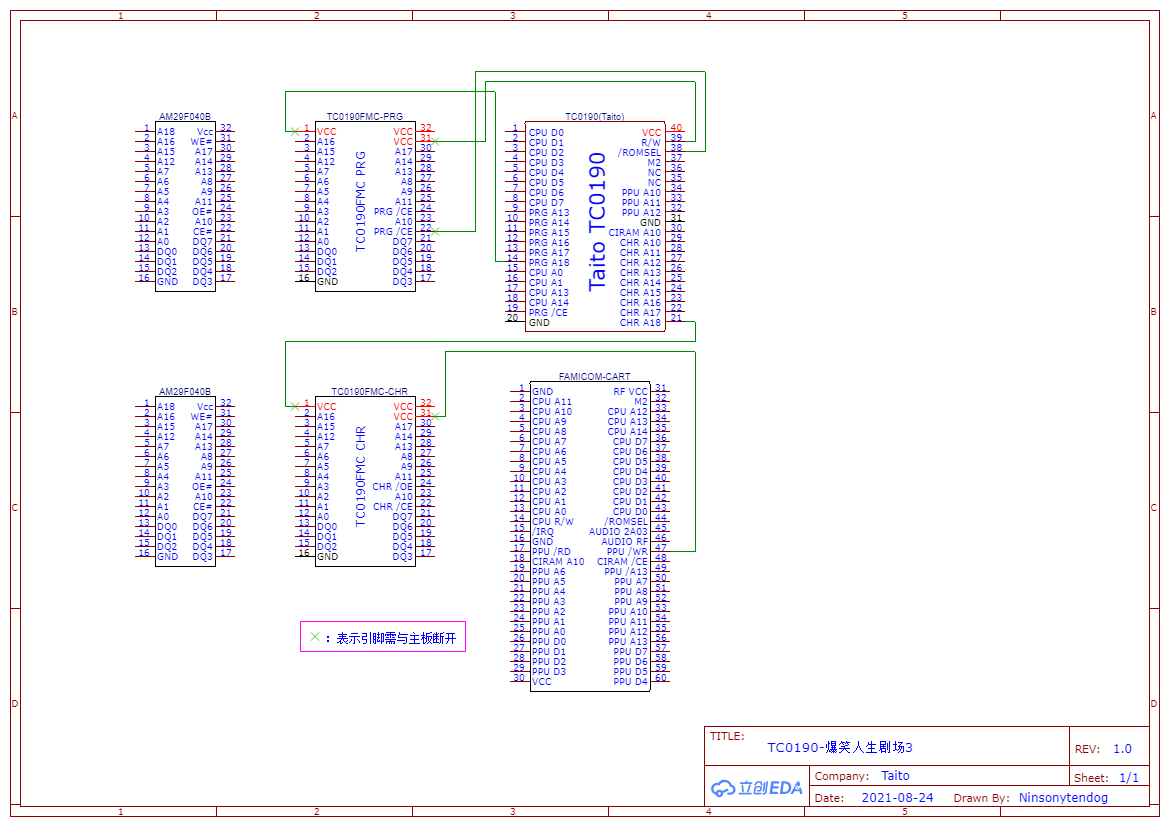 1 2 3 4 5
A A
B B
C C
D D
AM29F040B
1 A18 Vcc 32
2 A16 WE# 31
3 A15 A17 30
4 A12 A14 29
5 A7 A13 28
6 A6 A8 27
7 A5 A9 26
8 A4 A11 25
9 A3 OE# 24
10 A2 A10 23
11 A1 CE# 22
12 A0 DQ7 21
13 DQ0 DQ6 20
14 DQ1 DQ5 19
15 DQ2 DQ4 18
16 GND DQ3 17
TC0190FMC-PRG
TC0190FMC PRG
1 VCC VCC 32
2 A16 VCC 31
3 A15 A17 30
4 A12 A14 29
5 A7 A13 28
6 A6 A8 27
7 A5 A9 26
8 A4 A11 25
9 A3 PRG /CE 24
10 A2 A10 23
11 A1 PRG /CE 22
12 A0 DQ7 21
13 DQ0 DQ6 20
14 DQ1 DQ5 19
15 DQ2 DQ4 18
16 GND DQ3 17
TC0190(Taito)
Taito TC0190
1 CPU D0 VCC 40
2 CPU D1 R/W 39
3 CPU D2 /ROMSEL 38
4 CPU D3 M2 37
5 CPU D4 NC 36
6 CPU D5 NC 35
7 CPU D6 PPU A10 34
8 CPU D7 PPU A11 33
9 PRG A13 PPU A12 32
10 PRG A14 GND 31
11 PRG A15 CIRAM A10 30
12 PRG A16 CHR A10 29
13 PRG A17 CHR A11 28
14 PRG A18 CHR A12 27
15 CPU A0 CHR A13 26
16 CPU A1 CHR A14 25
17 CPU A13 CHR A15 24
18 CPU A14 CHR A16 23
19 PRG /CE CHR A17 22
20 GND CHR A18 21
AM29F040B
1 A18 Vcc 32
2 A16 WE# 31
3 A15 A17 30
4 A12 A14 29
5 A7 A13 28
6 A6 A8 27
7 A5 A9 26
8 A4 A11 25
9 A3 OE# 24
10 A2 A10 23
11 A1 CE# 22
12 A0 DQ7 21
13 DQ0 DQ6 20
14 DQ1 DQ5 19
15 DQ2 DQ4 18
16 GND DQ3 17
TC0190FMC-CHR
TC0190FMC CHR
1 VCC VCC 32
2 A16 VCC 31
3 A15 A17 30
4 A12 A14 29
5 A7 A13 28
6 A6 A8 27
7 A5 A9 26
8 A4 A11 25
9 A3 CHR /OE 24
10 A2 A10 23
11 A1 CHR /CE 22
12 A0 DQ7 21
13 DQ0 DQ6 20
14 DQ1 DQ5 19
15 DQ2 DQ4 18
16 GND DQ3 17
FAMICOM-CART
1 GND RF VCC 31
2 CPU A11 M2 32
3 CPU A10 CPU A12 33
4 CPU A9 CPU A13 34
5 CPU A8 CPU A14 35
6 CPU A7 CPU D7 36
7 CPU A6 CPU D6 37
8 CPU A5 CPU D5 38
9 CPU A4 CPU D4 39
10 CPU A3 CPU D3 40
11 CPU A2 CPU D2 41
12 CPU A1 CPU D1 42
13 CPU A0 CPU D0 43
14 CPU R/W /ROMSEL 44
15 /IRQ AUDIO 2A03 45
16 GND AUDIO RF 46
17 PPU /RD PPU /WR 47
18 CIRAM A10 CIRAM /CE 48
19 PPU A6 PPU /A13 49
20 PPU A5 PPU A7 50
21 PPU A4 PPU A8 51
22 PPU A3 PPU A9 52
23 PPU A2 PPU A10 53
24 PPU A1 PPU A11 54
25 PPU A0 PPU A12 55
26 PPU D0 PPU A13 56
27 PPU D1 PPU D7 57
28 PPU D2 PPU D6 58
29 PPU D3 PPU D5 59
30 VCC PPU D4 60
：表示引脚需与主板断开
TITLE:
TC0190-爆笑人生剧场3
REV: 1.0
立创EDA
Company: Taito
Sheet: 1/1
Date: 2021-08-24 Drawn By: Ninsonytendog
1 2 3 4 5